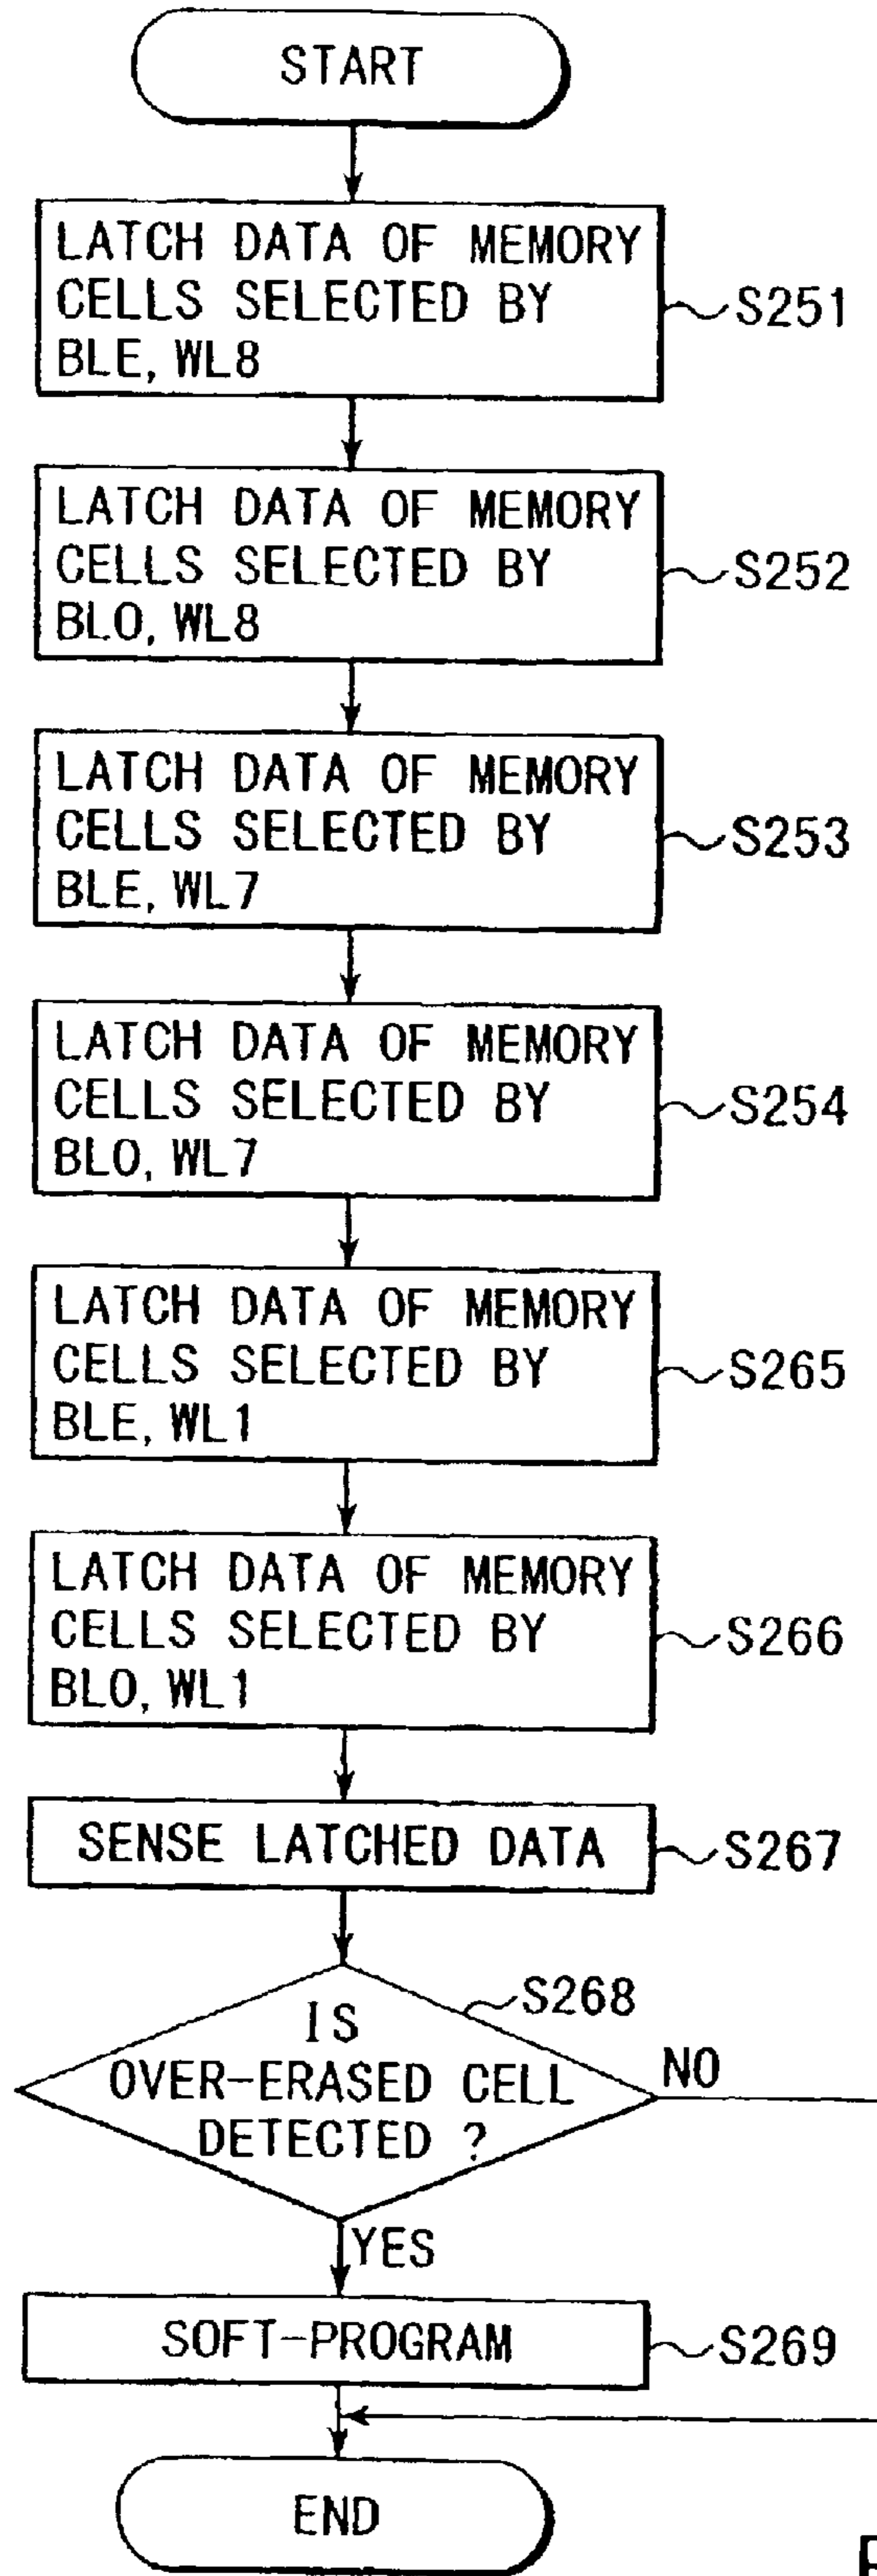 START
LATCH DATA OF MEMORY
CELLS SELECTED BY
BLE, WL8
S251
LATCH DATA OF MEMORY
CELLS SELECTED BY
BLO, WL8
S252
LATCH DATA OF MEMORY
CELLS SELECTED BY
BLE, WL7
S253
LATCH DATA OF MEMORY
CELLS SELECTED BY
BLO, WL7
S254
LATCH DATA OF MEMORY
CELLS SELECTED BY
BLE, WL1
S265
LATCH DATA OF MEMORY
CELLS SELECTED BY
BLO, WL1
S266
SENSE LATCHED DATA
S267
S268
IS
OVER-ERASED CELL
DETECTED ?
NO
YES
SOFT-PROGRAM
S269
END